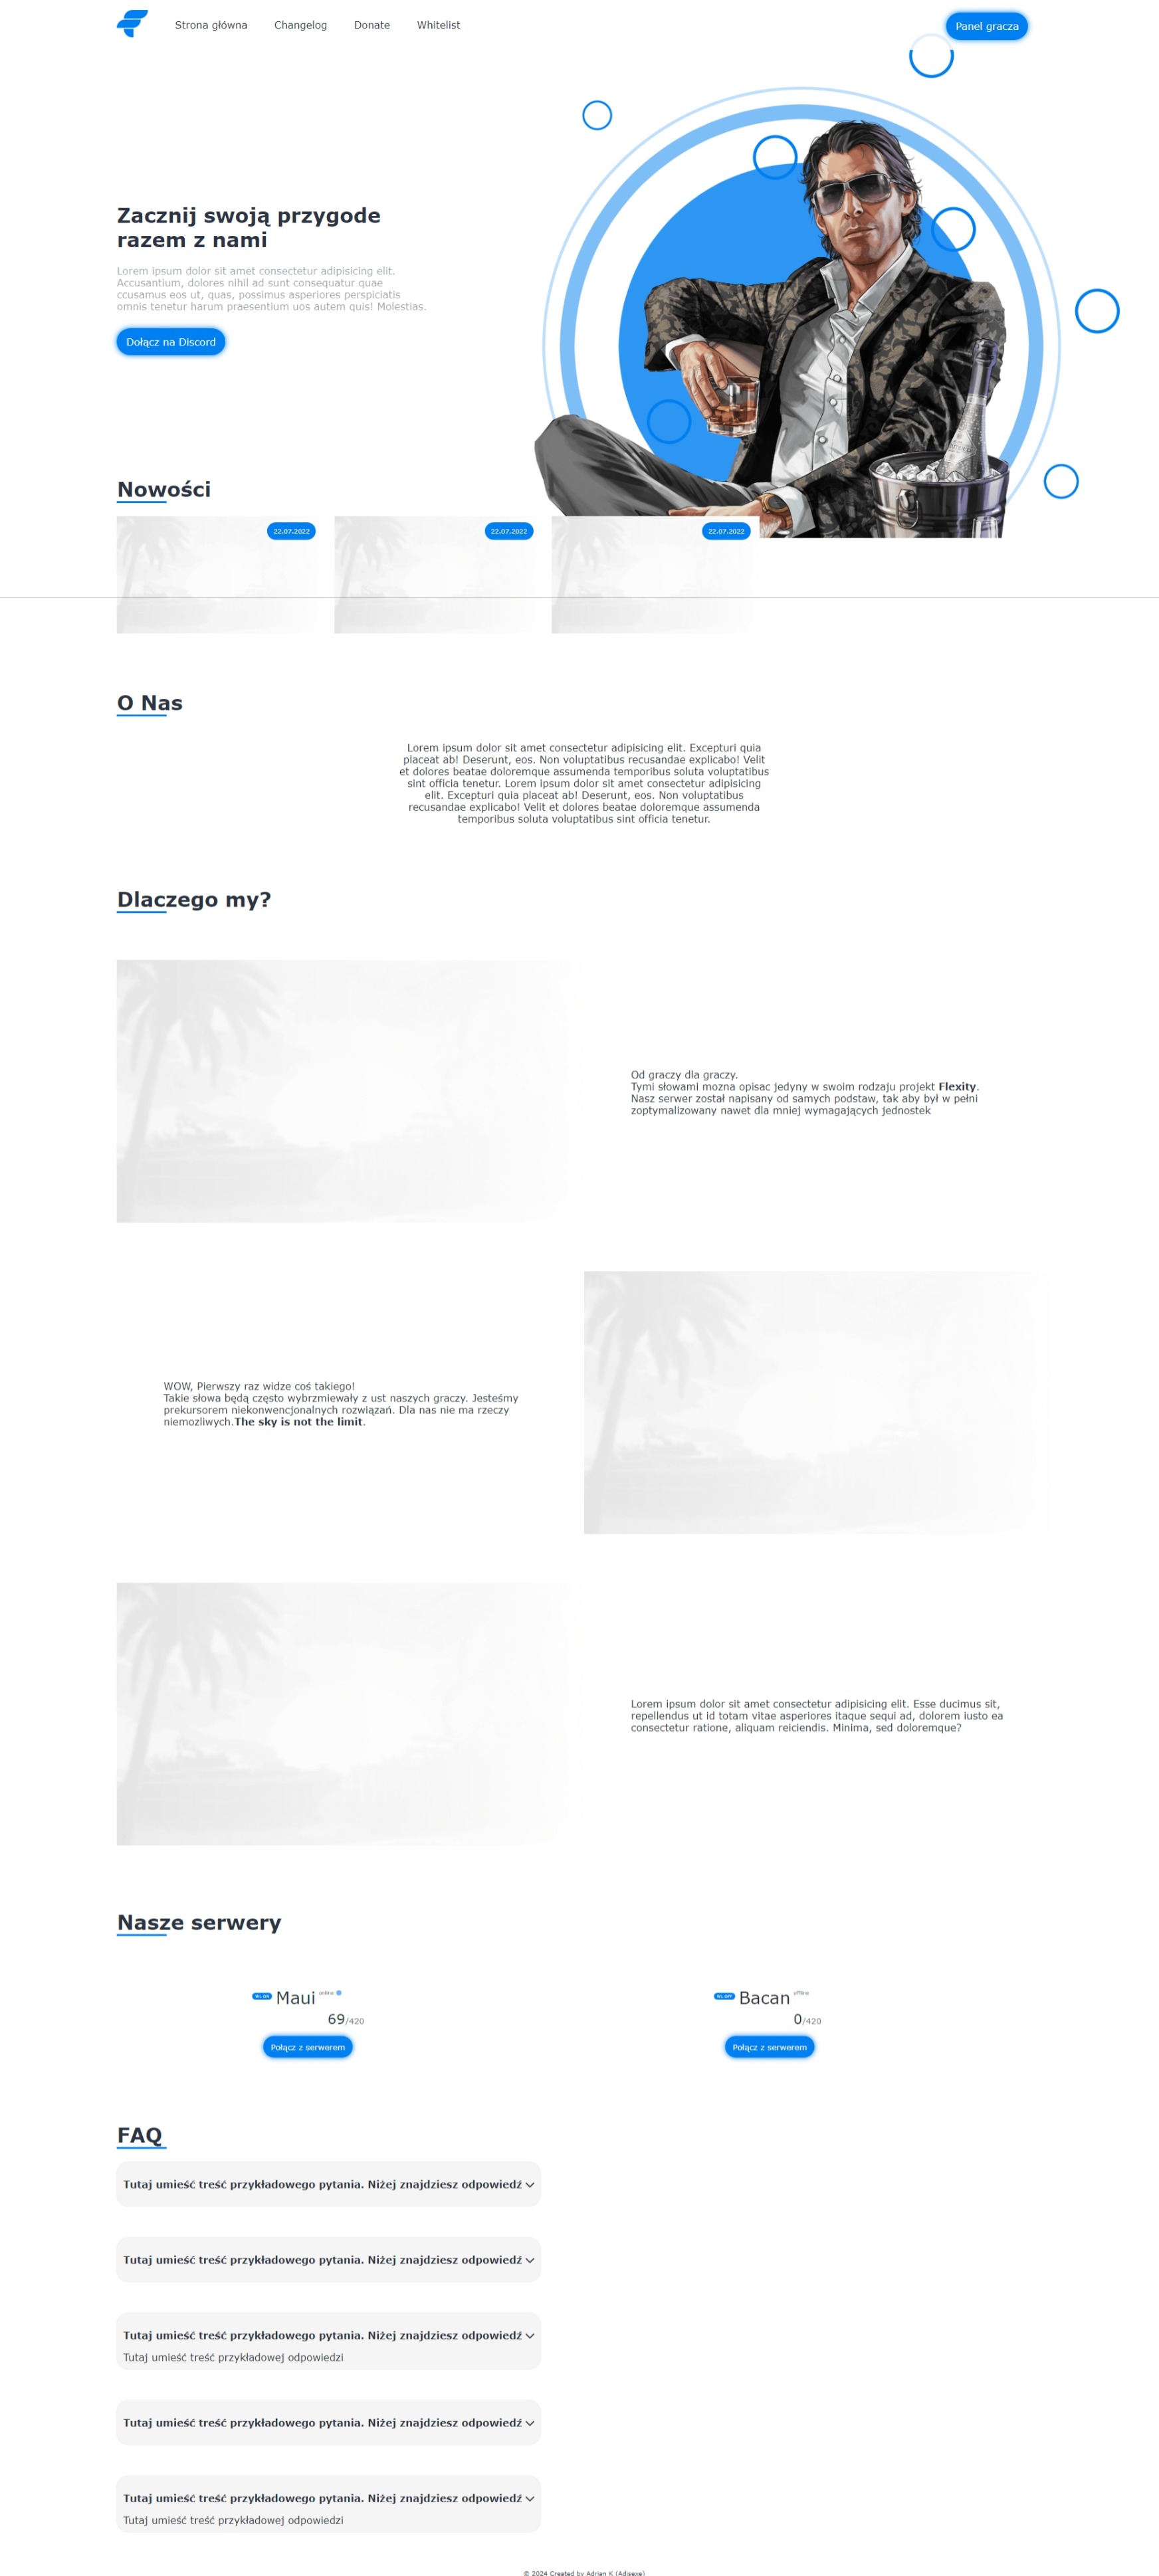 Strona główna
Changelog
Donate
Whitelist
Panel gracza
Zacznij swoją przygode
razem z nami
Lorem ipsum dolor sit amet consectetur adipisicing elit.
Accusantium, dolores nihil ad sunt consequatur quae
ccusamus eos ut, quas, possimus asperiores perspiciatis
omnis tenetur harum praesentium uos autem quis! Molestias.
Dołącz na Discord
Nowości
22.07.2022
22.07.2022
22.07.2022
O Nas
Lorem ipsum dolor sit amet consectetur adipisicing elit. Excepturi quia
placeat ab! Deserunt, eos. Non voluptatibus recusandae explicabo! Velit
et dolores beatae doloremque assumenda temporibus soluta voluptatibus
sint officia tenetur. Lorem ipsum dolor sit amet consectetur adipisicing
elit. Excepturi quia placeat ab! Deserunt, eos. Non voluptatibus
recusandae explicabo! Velit et dolores beatae doloremque assumenda
temporibus soluta voluptatibus sint officia tenetur.
Dlaczego my?
Od graczy dla graczy.
Tymi słowami mozna opisac jedyny w swoim rodzaju projekt Flexity.
Nasz serwer został napisany od samych podstaw, tak aby był w pełni
zoptymalizowany nawet dla mniej wymagających jednostek
WOW, Pierwszy raz widze coś takiego!
Takie słowa będą często wybrzmiewały z ust naszych graczy. Jesteśmy
prekursorem niekonwencjonalnych rozwiązań. Dla nas nie ma rzeczy
niemozliwych.The sky is not the limit.
Lorem ipsum dolor sit amet consectetur adipisicing elit. Esse ducimus sit,
repellendus ut id totam vitae asperiores itaque sequi ad, dolorem iusto ea
consectetur ratione, aliquam reiciendis. Minima, sed doloremque?
Nasze serwery
WL:ON Maui online
69/420
Połącz z serwerem
WL:OFF Bacan offline
0/420
Połącz z serwerem
FAQ
Tutaj umieść treść przykładowego pytania. Niżej znajdziesz odpowiedź
Tutaj umieść treść przykładowego pytania. Niżej znajdziesz odpowiedź
Tutaj umieść treść przykładowego pytania. Niżej znajdziesz odpowiedź
Tutaj umieść treść przykładowej odpowiedzi
Tutaj umieść treść przykładowego pytania. Niżej znajdziesz odpowiedź
Tutaj umieść treść przykładowego pytania. Niżej znajdziesz odpowiedź
Tutaj umieść treść przykładowej odpowiedzi
© 2024 Created by Adrian K (Adisexe)